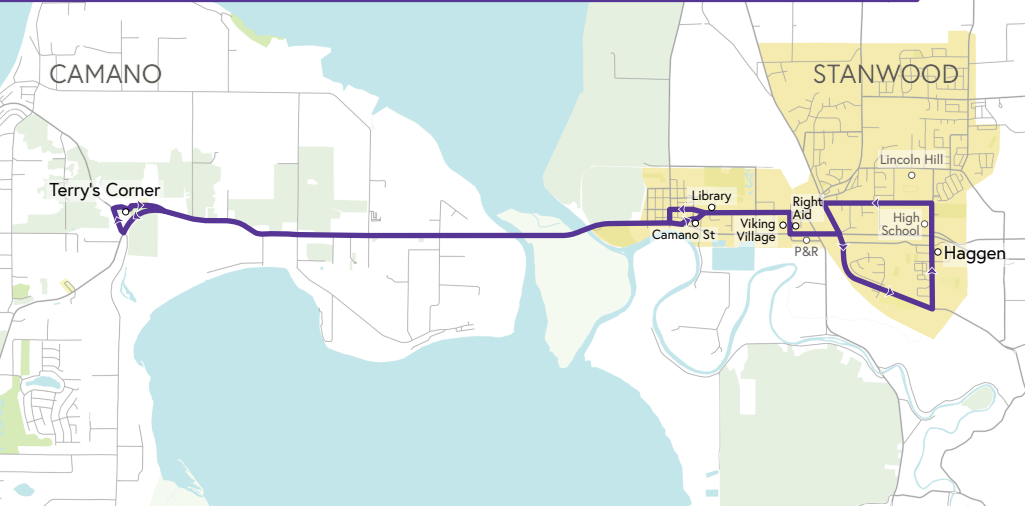 CAMANO
STANWOOD
Terry's Corner
Lincoln Hill
Library
Camano St
Viking
Village
Right
Aid
P&R
High
School
Haggen